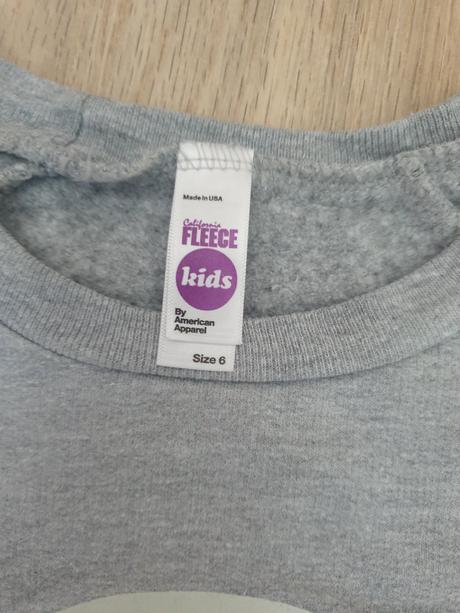 Made in USA
California
FLEECE
kids
By
American
Apparel
Size 6